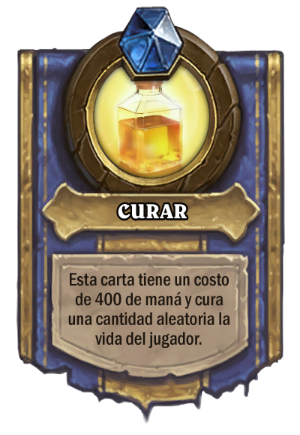 CURAR
Esta carta tiene un costo
de 400 de maná y cura
una cantidad aleatoria la
vida del jugador.